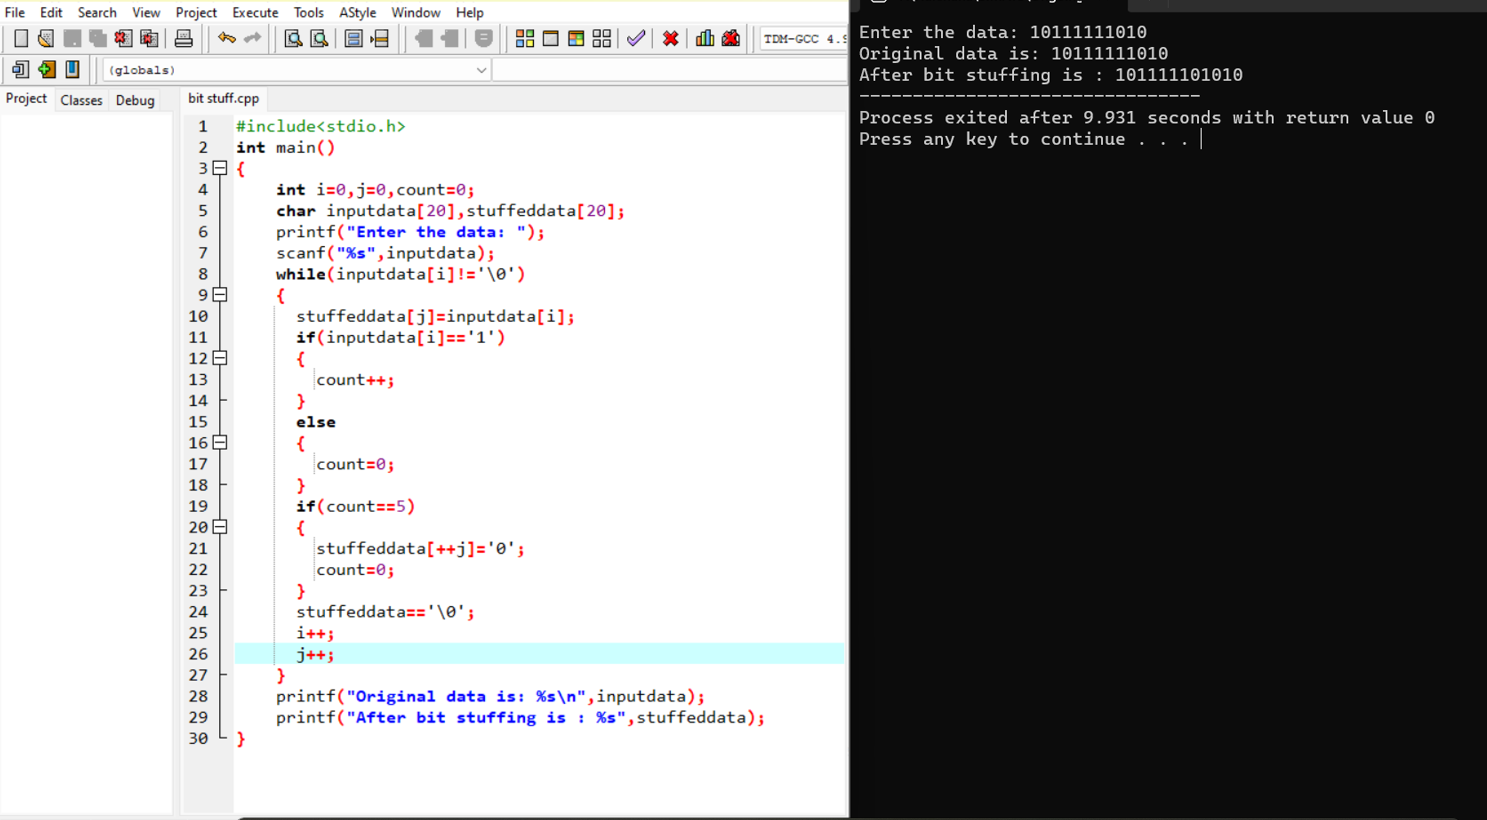 File Edit Search View Project Execute Tools AStyle Window Help
TDM-GCC 4.9
(globals)
Project Classes Debug
bit stuff.cpp
1 #include<stdio.h>
2 int main()
3 {
4 int i=0,j=0,count=0;
5 char inputdata[20],stuffeddata[20];
6 printf("Enter the data: ");
7 scanf("%s",inputdata);
8 while(inputdata[i]!='\0')
9 {
10 stuffeddata[j]=inputdata[i];
11 if(inputdata[i]=='1')
12 {
13 count++;
14 }
15 else
16 {
17 count=0;
18 }
19 if(count==5)
20 {
21 stuffeddata[++j]='0';
22 count=0;
23 }
24 stuffeddata=='\0';
25 i++;
26 j++;
27 }
28 printf("Original data is: %s\n",inputdata);
29 printf("After bit stuffing is : %s",stuffeddata);
30 }
Enter the data: 10111111010
Original data is: 10111111010
After bit stuffing is : 101111101010
--------------------------------
Process exited after 9.931 seconds with return value 0
Press any key to continue . . .